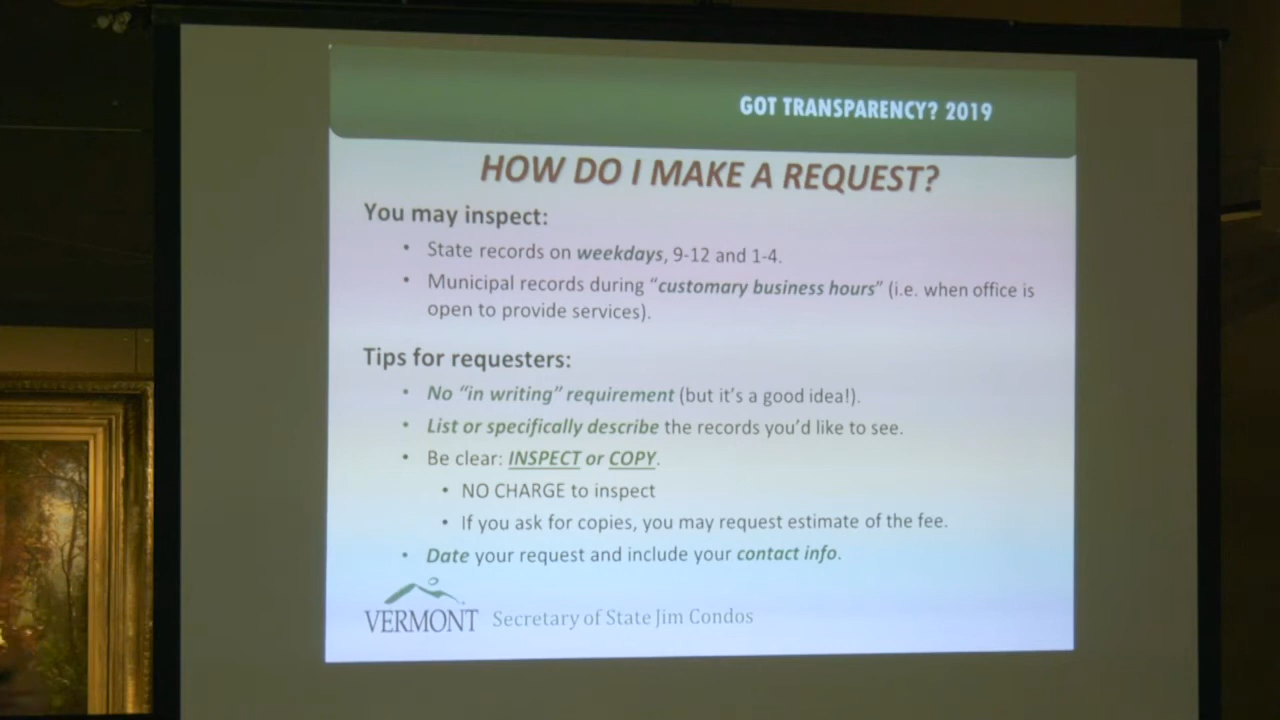 GOT TRANSPARENCY? 2019
HOW DO I MAKE A REQUEST?
You may inspect:
• State records on weekdays, 9-12 and 1-4.
• Municipal records during "customary business hours" (i.e. when office is
open to provide services).
Tips for requesters:
• No "in writing" requirement (but it's a good idea!).
• List or specifically describe the records you'd like to see.
• Be clear: INSPECT or COPY.
• NO CHARGE to inspect
• If you ask for copies, you may request estimate of the fee.
• Date your request and include your contact info.
VERMONT Secretary of State Jim Condos